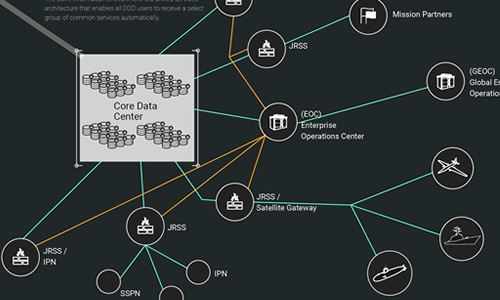 architecture that enables all DOD users to receive a select
group of common services automatically.
Mission Partners
JRSS
(GEOC)
Global
Core Data
Center
(EOC)
Enterprise
Operations Center
JRSS /
Satellite Gateway
JRSS
JRSS /
IPN
IPN
SSPN